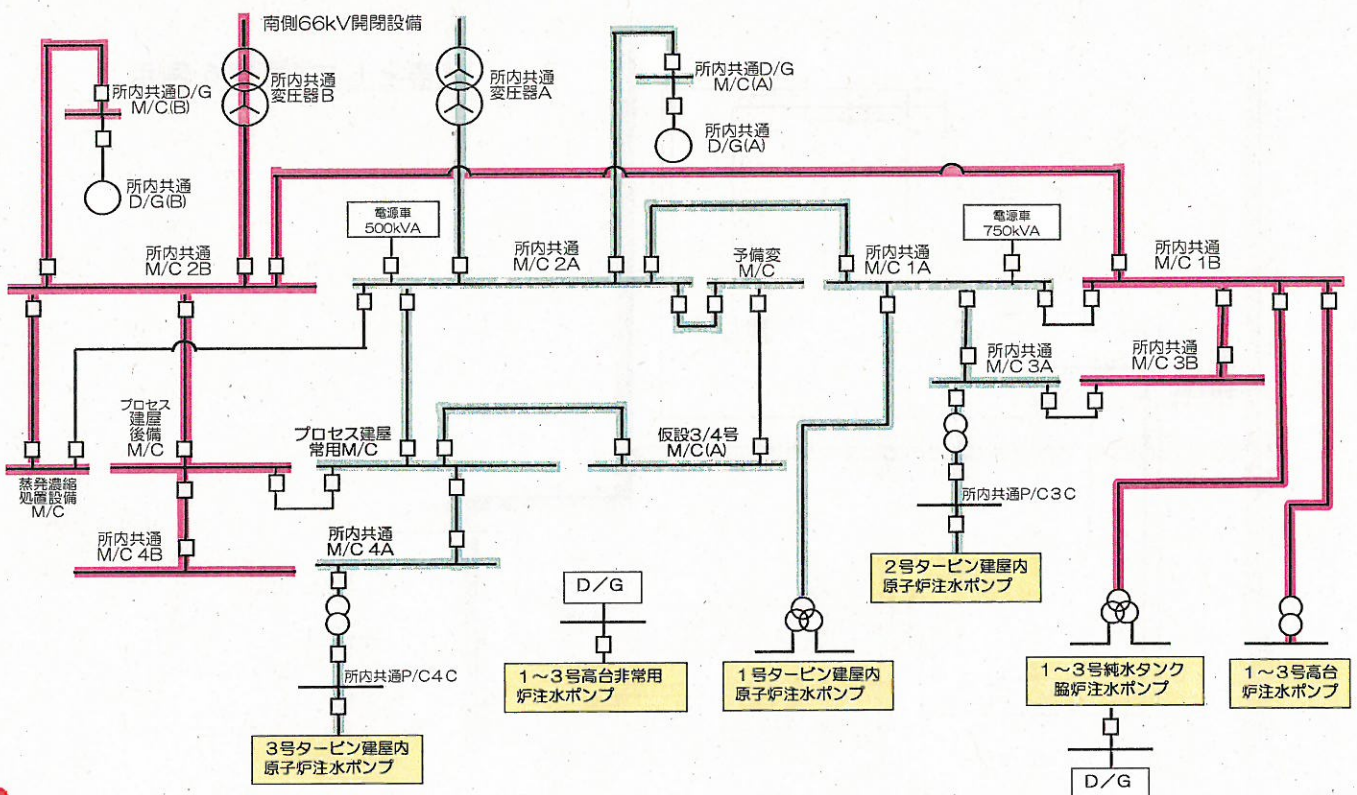 南側66kV開閉設備
所内共通D/G
M/C(B)
所内共通
変圧器B
所内共通
変圧器A
所内共通D/G
M/C(A)
所内共通
D/G(B)
所内共通
D/G(A)
電源車
500kVA
電源車
750kVA
所内共通
M/C 2B
所内共通
M/C 2A
予備変
M/C
所内共通
M/C 1A
所内共通
M/C 1B
所内共通
M/C 3A
所内共通
M/C 3B
プロセス
建屋
後備
M/C
プロセス建屋
常用M/C
仮設3/4号
M/C(A)
蒸発濃縮
処置設備
M/C
所内共通P/C3C
所内共通
M/C 4B
所内共通
M/C 4A
D/G
2号タービン建屋内
原子炉注水ポンプ
所内共通P/C4C
1~3号高台非常用
炉注水ポンプ
1号タービン建屋内
原子炉注水ポンプ
1~3号純水タンク
脇炉注水ポンプ
1~3号高台
炉注水ポンプ
3号タービン建屋内
原子炉注水ポンプ
D/G